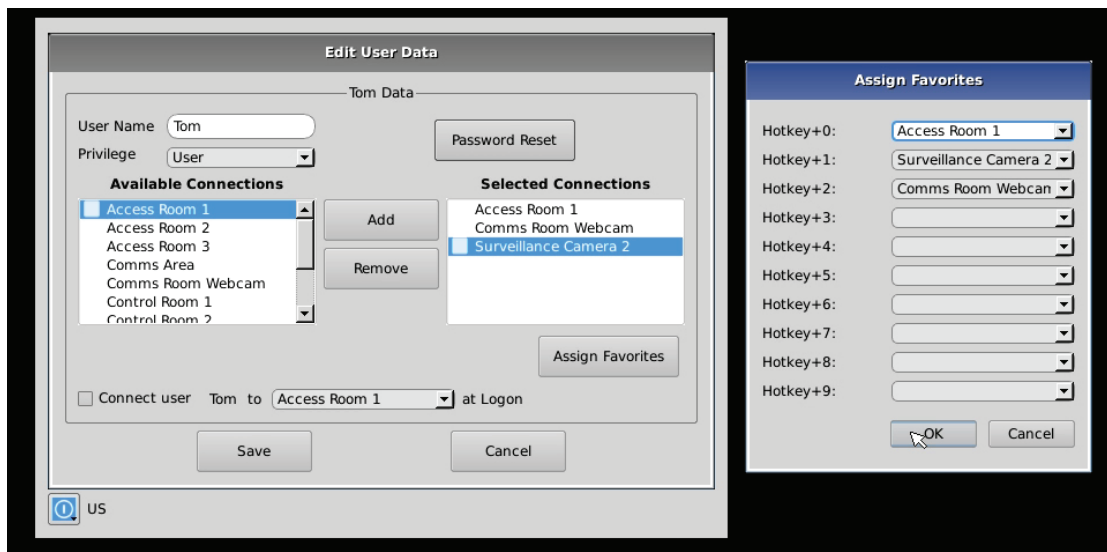 Edit User Data
Tom Data
User Name Tom
Password Reset
Privilege User
Available Connections
Access Room 1
Access Room 2
Access Room 3
Comms Area
Comms Room Webcam
Control Room 1
Control Room 2
Add
Remove
Selected Connections
Access Room 1
Comms Room Webcam
Surveillance Camera 2
Assign Favorites
Connect user Tom to Access Room 1 at Logon
Save Cancel
US
Assign Favorites
Hotkey+0: Access Room 1
Hotkey+1: Surveillance Camera 2
Hotkey+2: Comms Room Webcan
Hotkey+3:
Hotkey+4:
Hotkey+5:
Hotkey+6:
Hotkey+7:
Hotkey+8:
Hotkey+9:
OK Cancel